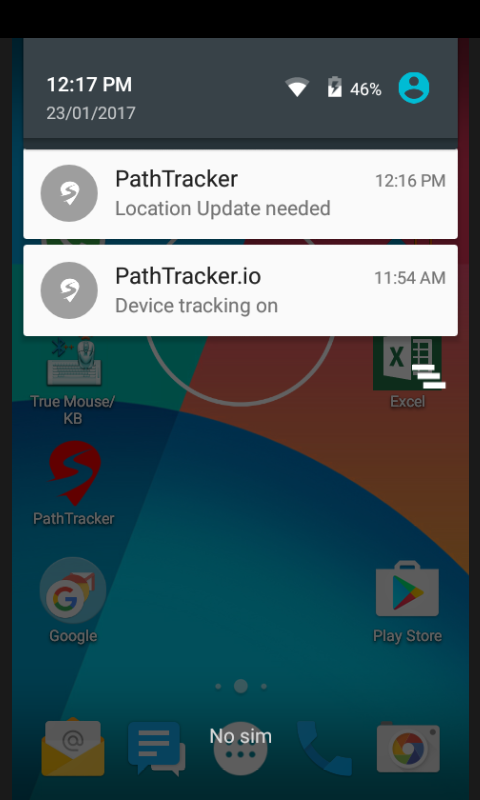 12:17 PM
46%
23/01/2017
PathTracker
12:16 PM
Location Update needed
PathTracker.io
11:54 AM
Device tracking on
True Mouse/
KB
Excel
PathTracker
Google
Play Store
No sim